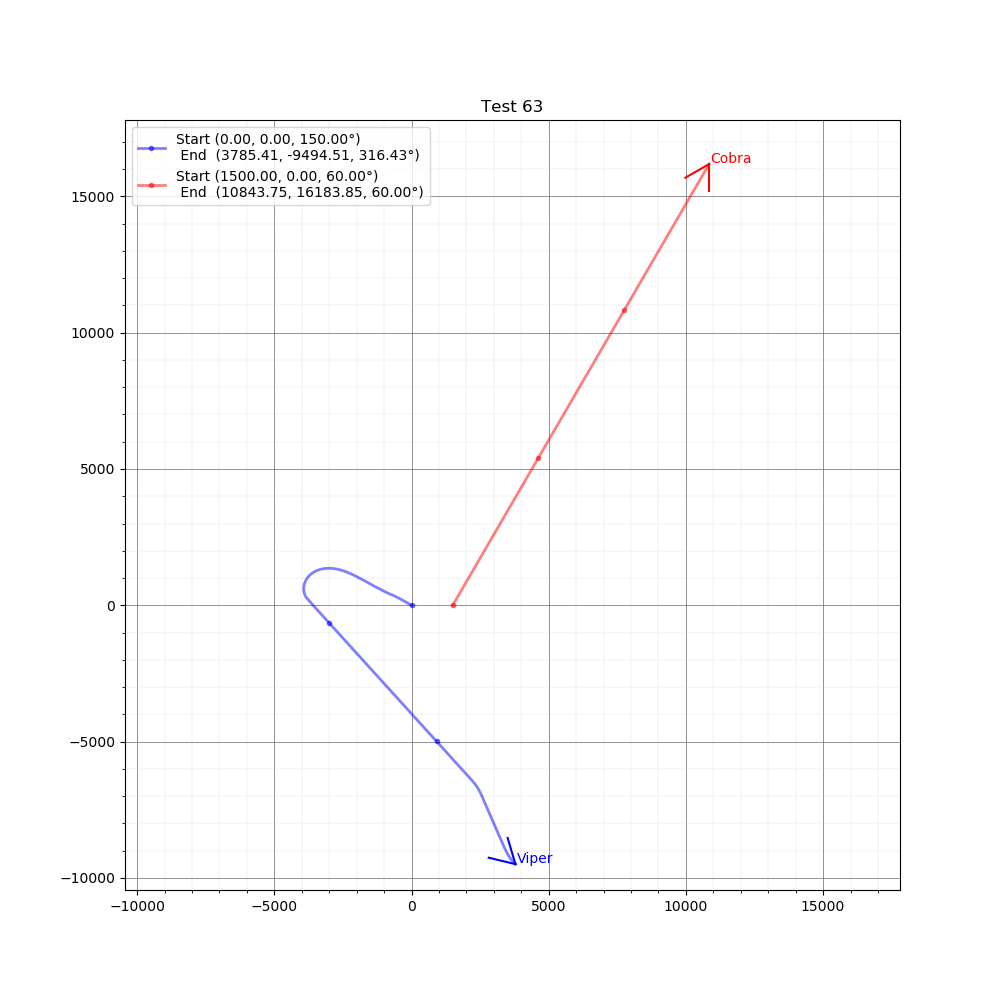 Test 63
Start (0.00, 0.00, 150.00°)
End (3785.41, -9494.51, 316.43°)
Start (1500.00, 0.00, 60.00°)
End (10843.75, 16183.85, 60.00°)
Cobra
15000
10000
5000
0
−5000
Viper
−10000
−10000 −5000 0 5000 10000 15000